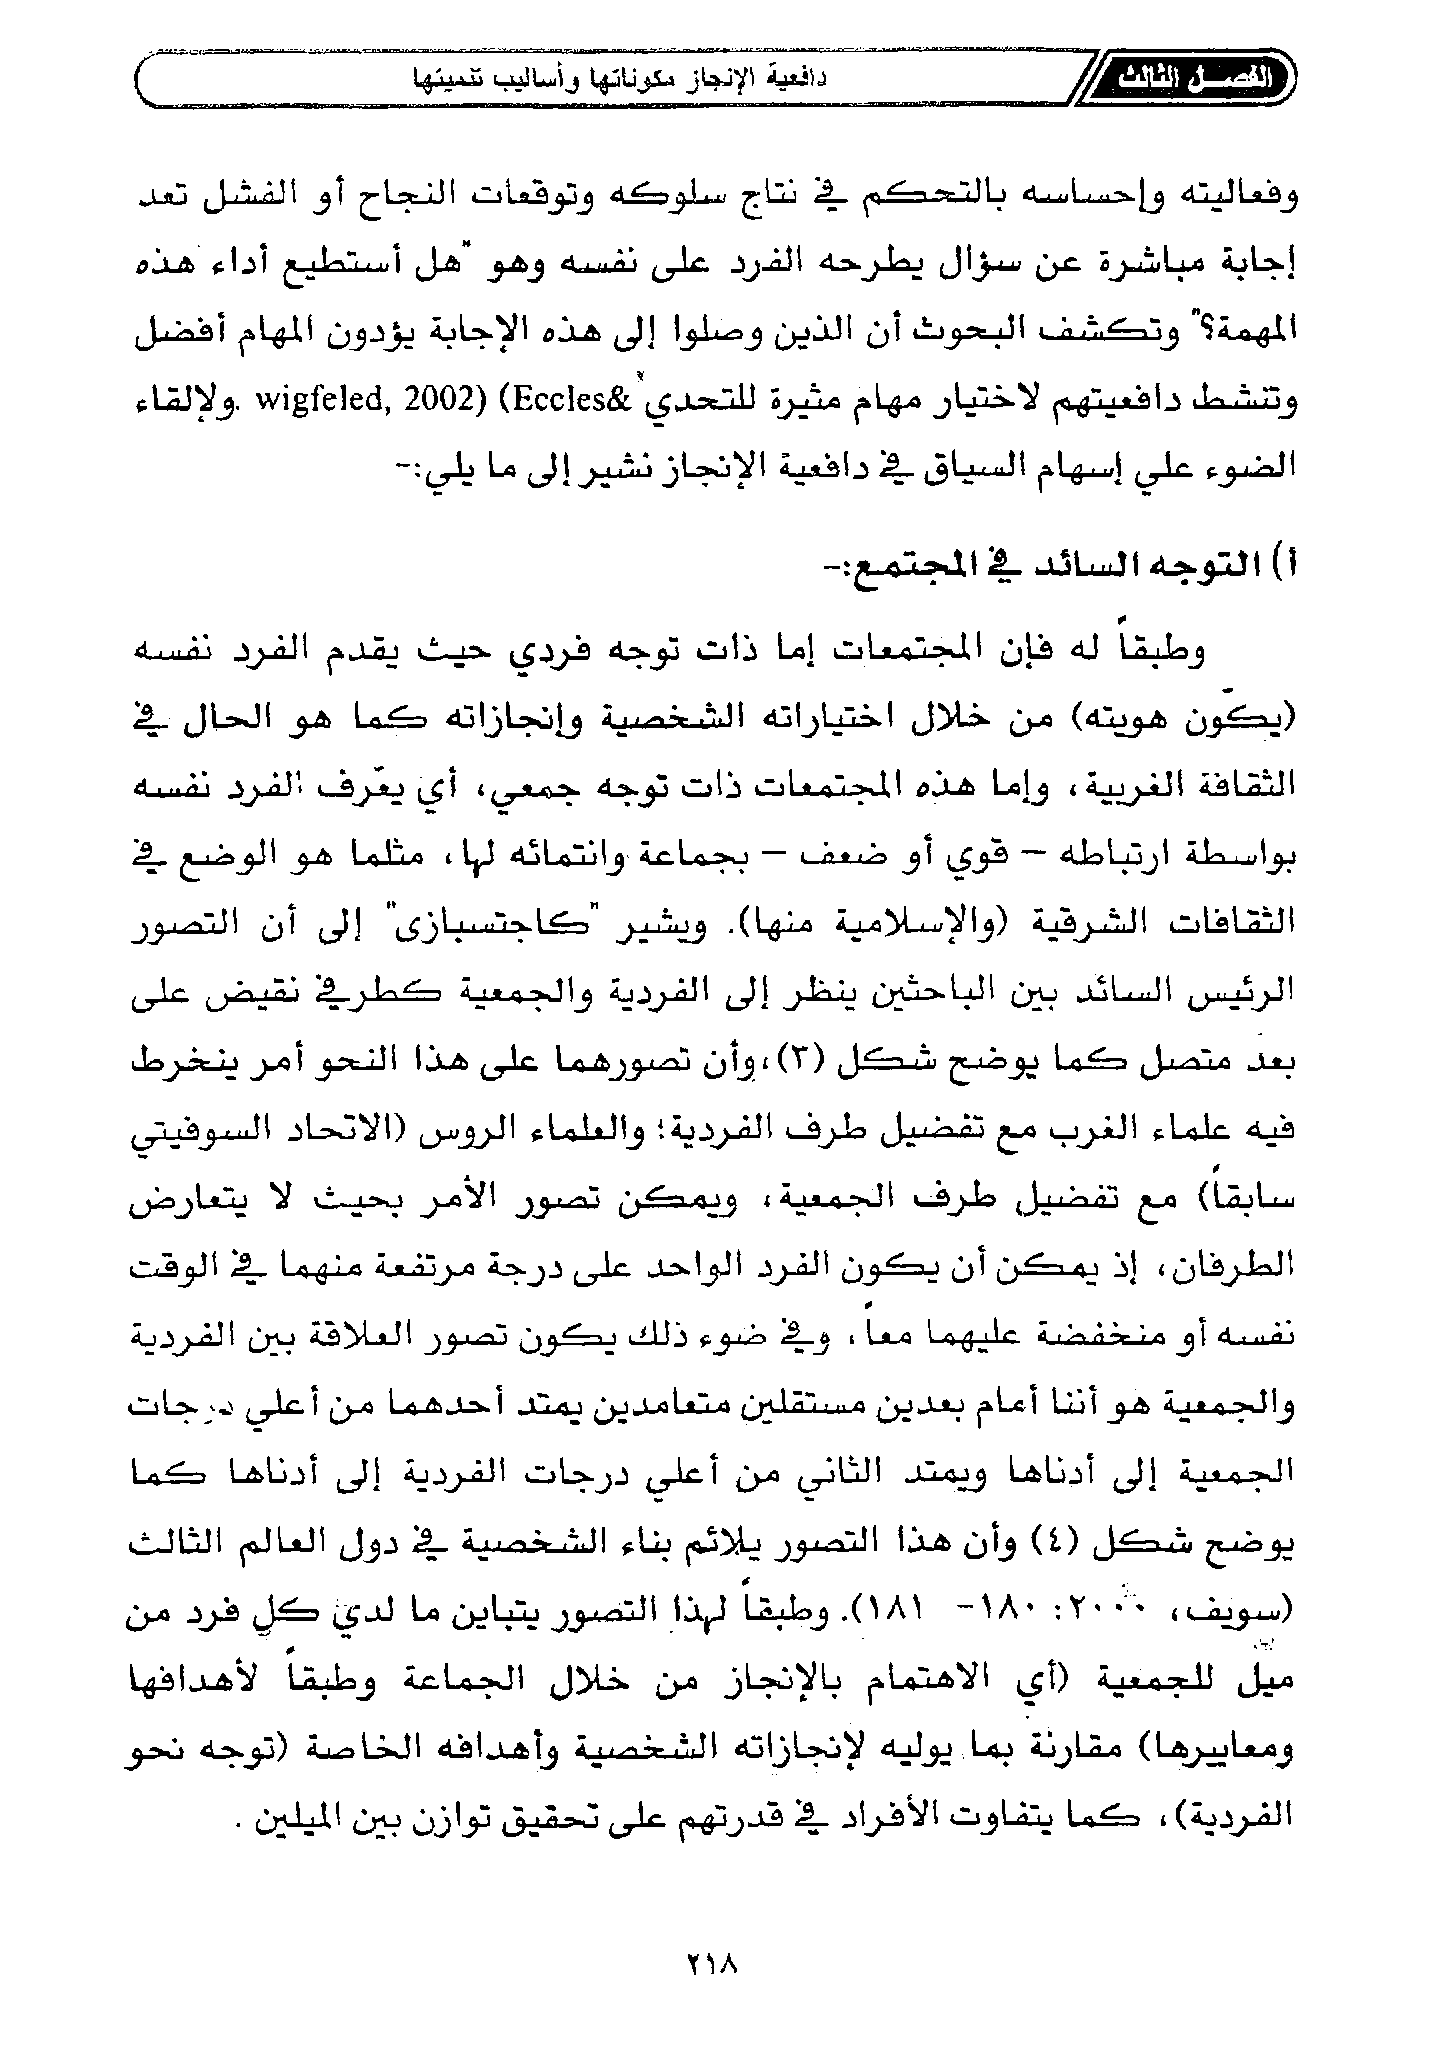 الفصل الثالث
دافعية الإنجاز مكوناتها وأساليب تنميتها
وفعاليته وإحساسه بالتحكم في نتاج سلوكه وتوقعات النجاح أو الفشل تعد
إجابة مباشرة عن سؤال يطرحه الفرد على نفسه وهو "هل أستطيع أداء هذه
المهمة؟" وتكشف البحوث أن الذين وصلوا إلى هذه الإجابة يؤدون المهام أفضل
وتنشط دافعيتهم لاختيار مهام مثيرة للتحدي (Eccles& wigfeled, 2002). ولإلقاء
الضوء علي إسهام السياق في دافعية الإنجاز نشير إلى ما يلي:-
أ) التوجه السائد في المجتمع:-
وطبقاً له فإن المجتمعات إما ذات توجه فردي حيث يقدم الفرد نفسه
(يكّون هويته) من خلال اختياراته الشخصية وإنجازاته كما هو الحال في
الثقافة الغربية، وإما هذه المجتمعات ذات توجه جمعي، أي يعّرف الفرد نفسه
بواسطة ارتباطه – قوي أو ضعف – بجماعة وانتمائه لها، مثلما هو الوضع في
الثقافات الشرقية (والإسلامية منها). ويشير "كاجتسبازى" إلى أن التصور
الرئيس السائد بين الباحثين ينظر إلى الفردية والجمعية كطرفي نقيض على
بعد متصل كما يوضح شكل (٣)، وأن تصورهما على هذا النحو أمر ينخرط
فيه علماء الغرب مع تفضيل طرف الفردية؛ والعلماء الروس (الاتحاد السوفيتي
سابقاً) مع تفضيل طرف الجمعية، ويمكن تصور الأمر بحيث لا يتعارض
الطرفان، إذ يمكن أن يكون الفرد الواحد على درجة مرتفعة منهما في الوقت
نفسه أو منخفضة عليهما معاً، وفي ضوء ذلك يكون تصور العلاقة بين الفردية
والجمعية هو أننا أمام بعدين مستقلين متعامدين يمتد أحدهما من أعلي درجات
الجمعية إلى أدناها ويمتد الثاني من أعلي درجات الفردية إلى أدناها كما
يوضح شكل (٤) وأن هذا التصور يلائم بناء الشخصية في دول العالم الثالث
(سويف، ٢٠٠٠: ١٨٠- ١٨١). وطبقاً لهذا التصور يتباين ما لدي كل فرد من
ميل للجمعية (أي الاهتمام بالإنجاز من خلال الجماعة وطبقاً لأهدافها
ومعاييرها) مقارنة بما يوليه لإنجازاته الشخصية وأهدافه الخاصة (توجه نحو
الفردية)، كما يتفاوت الأفراد في قدرتهم على تحقيق توازن بين الميلين .
٢١٨